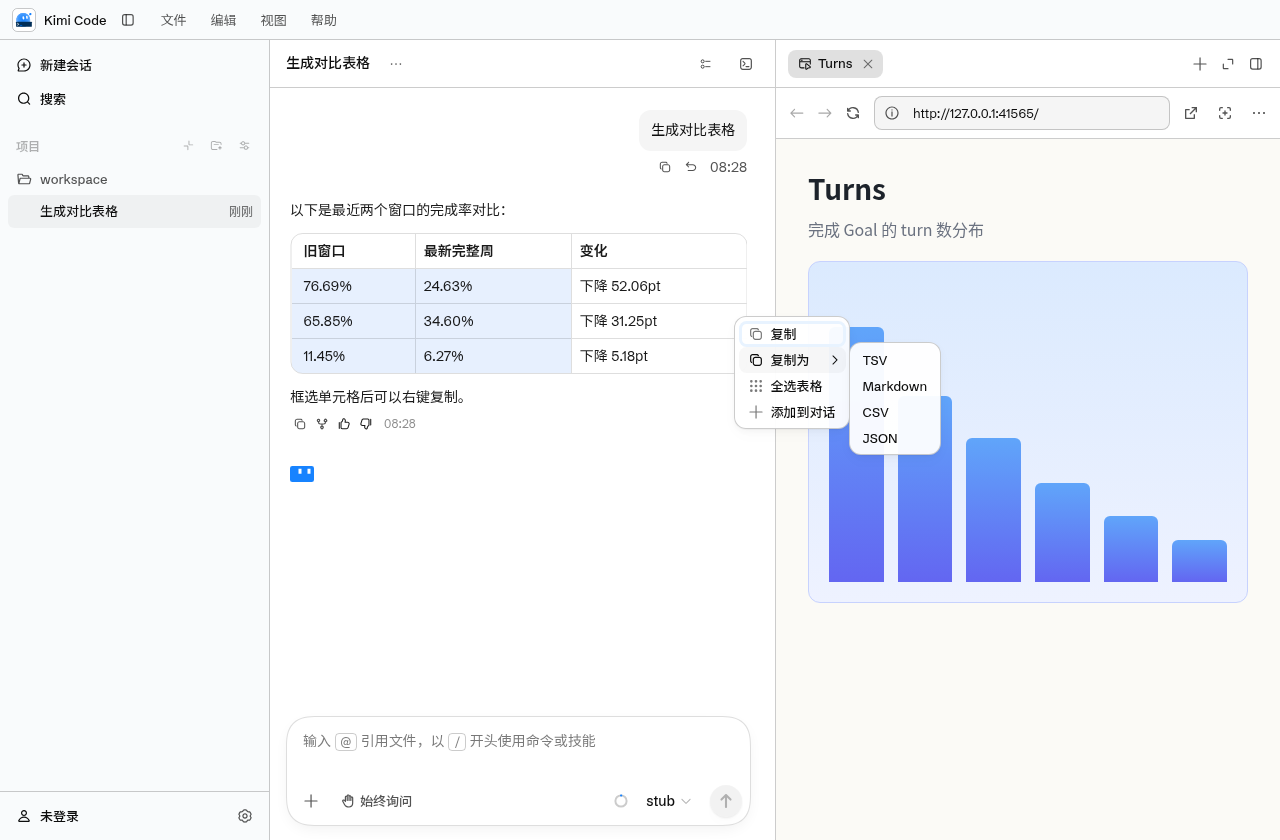 Kimi Code 文件 编辑 视图 帮助
新建会话
搜索
项目
workspace
生成对比表格 刚刚
未登录
生成对比表格 ...
生成对比表格
08:28
以下是最近两个窗口的完成率对比：
旧窗口 最新完整周 变化
76.69% 24.63% 下降 52.06pt
65.85% 34.60% 下降 31.25pt
11.45% 6.27% 下降 5.18pt
框选单元格后可以右键复制。
08:28
复制
复制为
全选表格
添加到对话
TSV
Markdown
CSV
JSON
输入 @ 引用文件，以 / 开头使用命令或技能
始终询问 stub
Turns
http://127.0.0.1:41565/
Turns
完成 Goal 的 turn 数分布